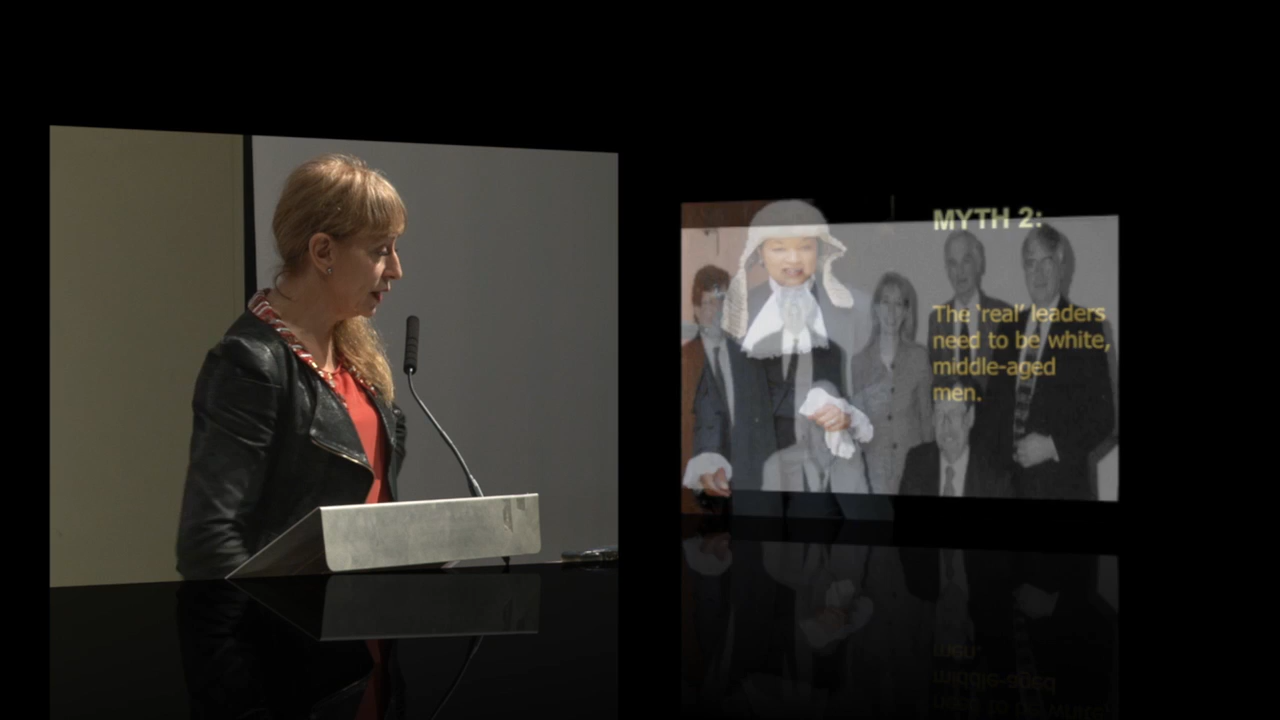 MYTH 2:
The 'real' leaders
need to be white,
middle-aged
men.